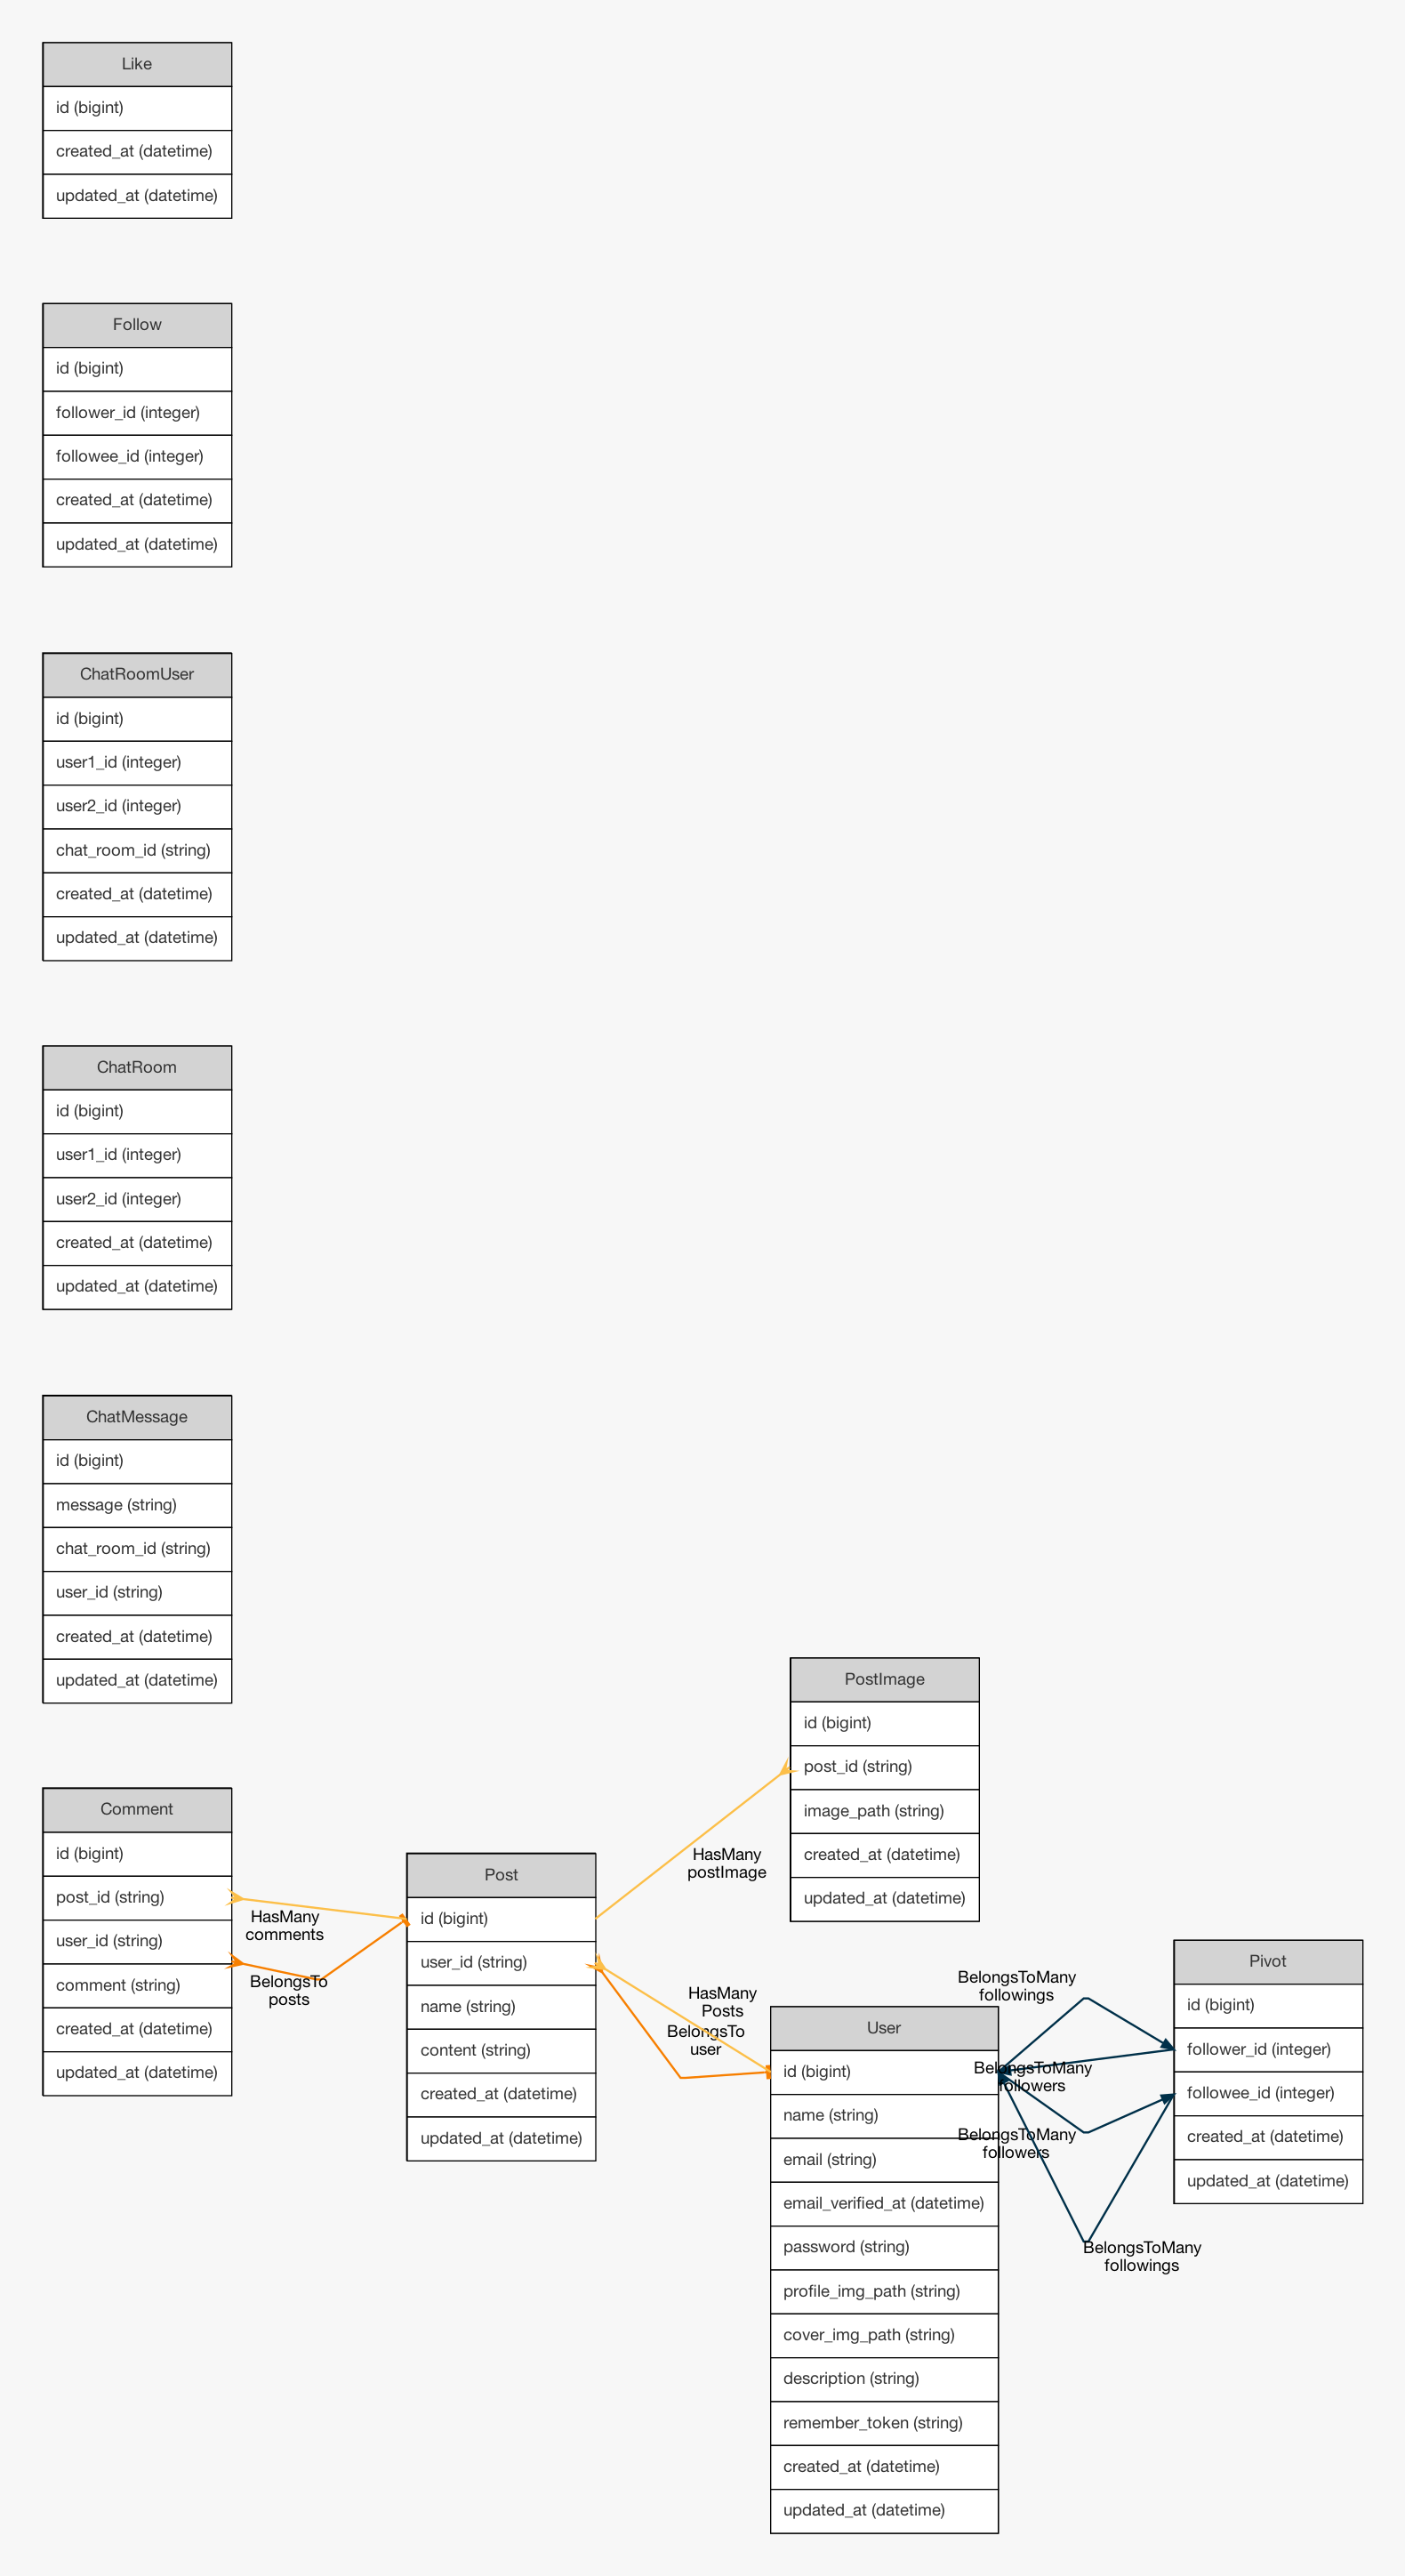 Like
id (bigint)
created_at (datetime)
updated_at (datetime)
Follow
id (bigint)
follower_id (integer)
followee_id (integer)
created_at (datetime)
updated_at (datetime)
ChatRoomUser
id (bigint)
user1_id (integer)
user2_id (integer)
chat_room_id (string)
created_at (datetime)
updated_at (datetime)
ChatRoom
id (bigint)
user1_id (integer)
user2_id (integer)
created_at (datetime)
updated_at (datetime)
ChatMessage
id (bigint)
message (string)
chat_room_id (string)
user_id (string)
created_at (datetime)
updated_at (datetime)
Comment
id (bigint)
post_id (string)
user_id (string)
comment (string)
created_at (datetime)
updated_at (datetime)
HasMany
comments
BelongsTo
posts
Post
id (bigint)
user_id (string)
name (string)
content (string)
created_at (datetime)
updated_at (datetime)
HasMany
postImage
HasMany
Posts
BelongsTo
user
PostImage
id (bigint)
post_id (string)
image_path (string)
created_at (datetime)
updated_at (datetime)
User
id (bigint)
name (string)
email (string)
email_verified_at (datetime)
password (string)
profile_img_path (string)
cover_img_path (string)
description (string)
remember_token (string)
created_at (datetime)
updated_at (datetime)
BelongsToMany
followings
BelongsToMany
followers
BelongsToMany
followers
BelongsToMany
followings
Pivot
id (bigint)
follower_id (integer)
followee_id (integer)
created_at (datetime)
updated_at (datetime)